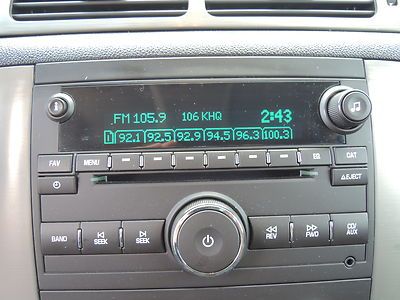 FM 105.9 106 KHQ 2:43
1 92.1 92.5 92.9 94.5 96.3 100.3
FAV MENU EQ CAT
EJECT
BAND SEEK SEEK REV FWD CD/AUX